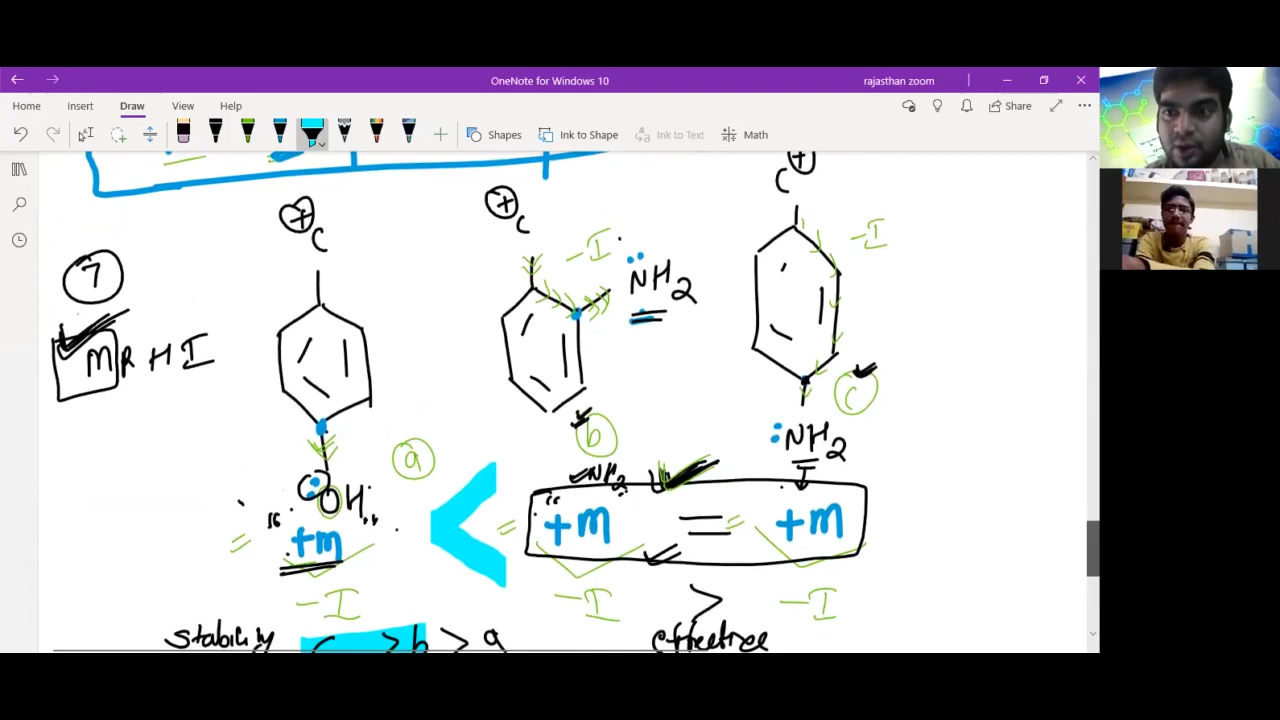 OneNote for Windows 10
rajasthan zoom
Home Insert Draw View Help
Share
Shapes
Ink to Shape
Ink to Text
Math
+
C
+
C
+
C
7
M R H I
-I
NH2
-I
a
b
c
OH
NH2
NH2
+m < +m = +m
-I -I > -I
stability c > b > a